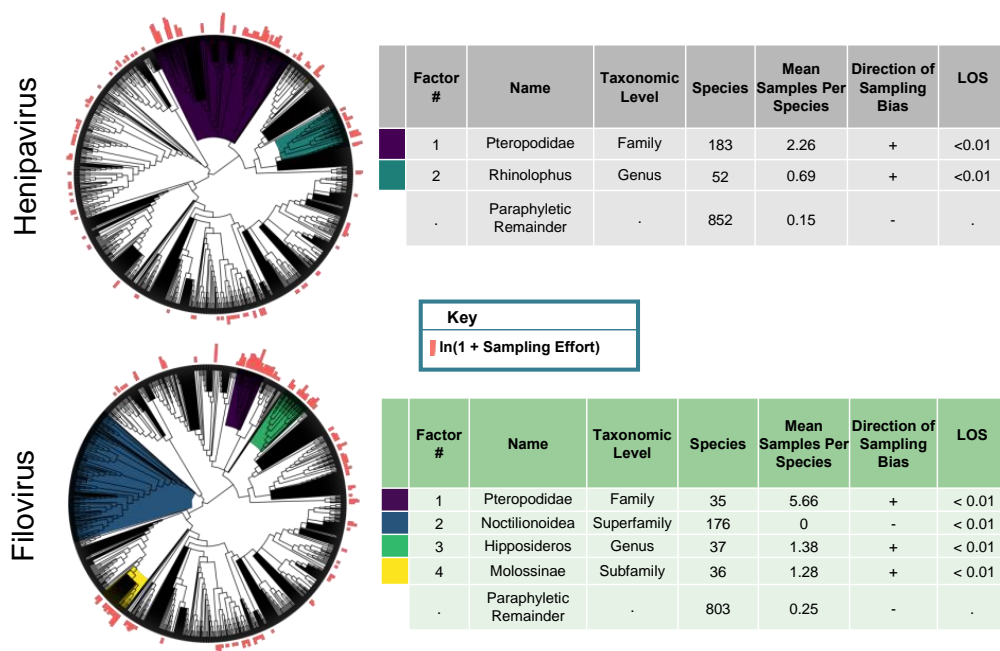 Henipavirus
Factor # Name Taxonomic Level Species Mean Samples Per Species Direction of Sampling Bias LOS
1 Pteropodidae Family 183 2.26 + <0.01
2 Rhinolophus Genus 52 0.69 + <0.01
. Paraphyletic Remainder . 852 0.15 - .
Key
ln(1 + Sampling Effort)
Filovirus
Factor # Name Taxonomic Level Species Mean Samples Per Species Direction of Sampling Bias LOS
1 Pteropodidae Family 35 5.66 + < 0.01
2 Noctilionoidea Superfamily 176 0 - < 0.01
3 Hipposideros Genus 37 1.38 + < 0.01
4 Molossinae Subfamily 36 1.28 + < 0.01
. Paraphyletic Remainder . 803 0.25 - .